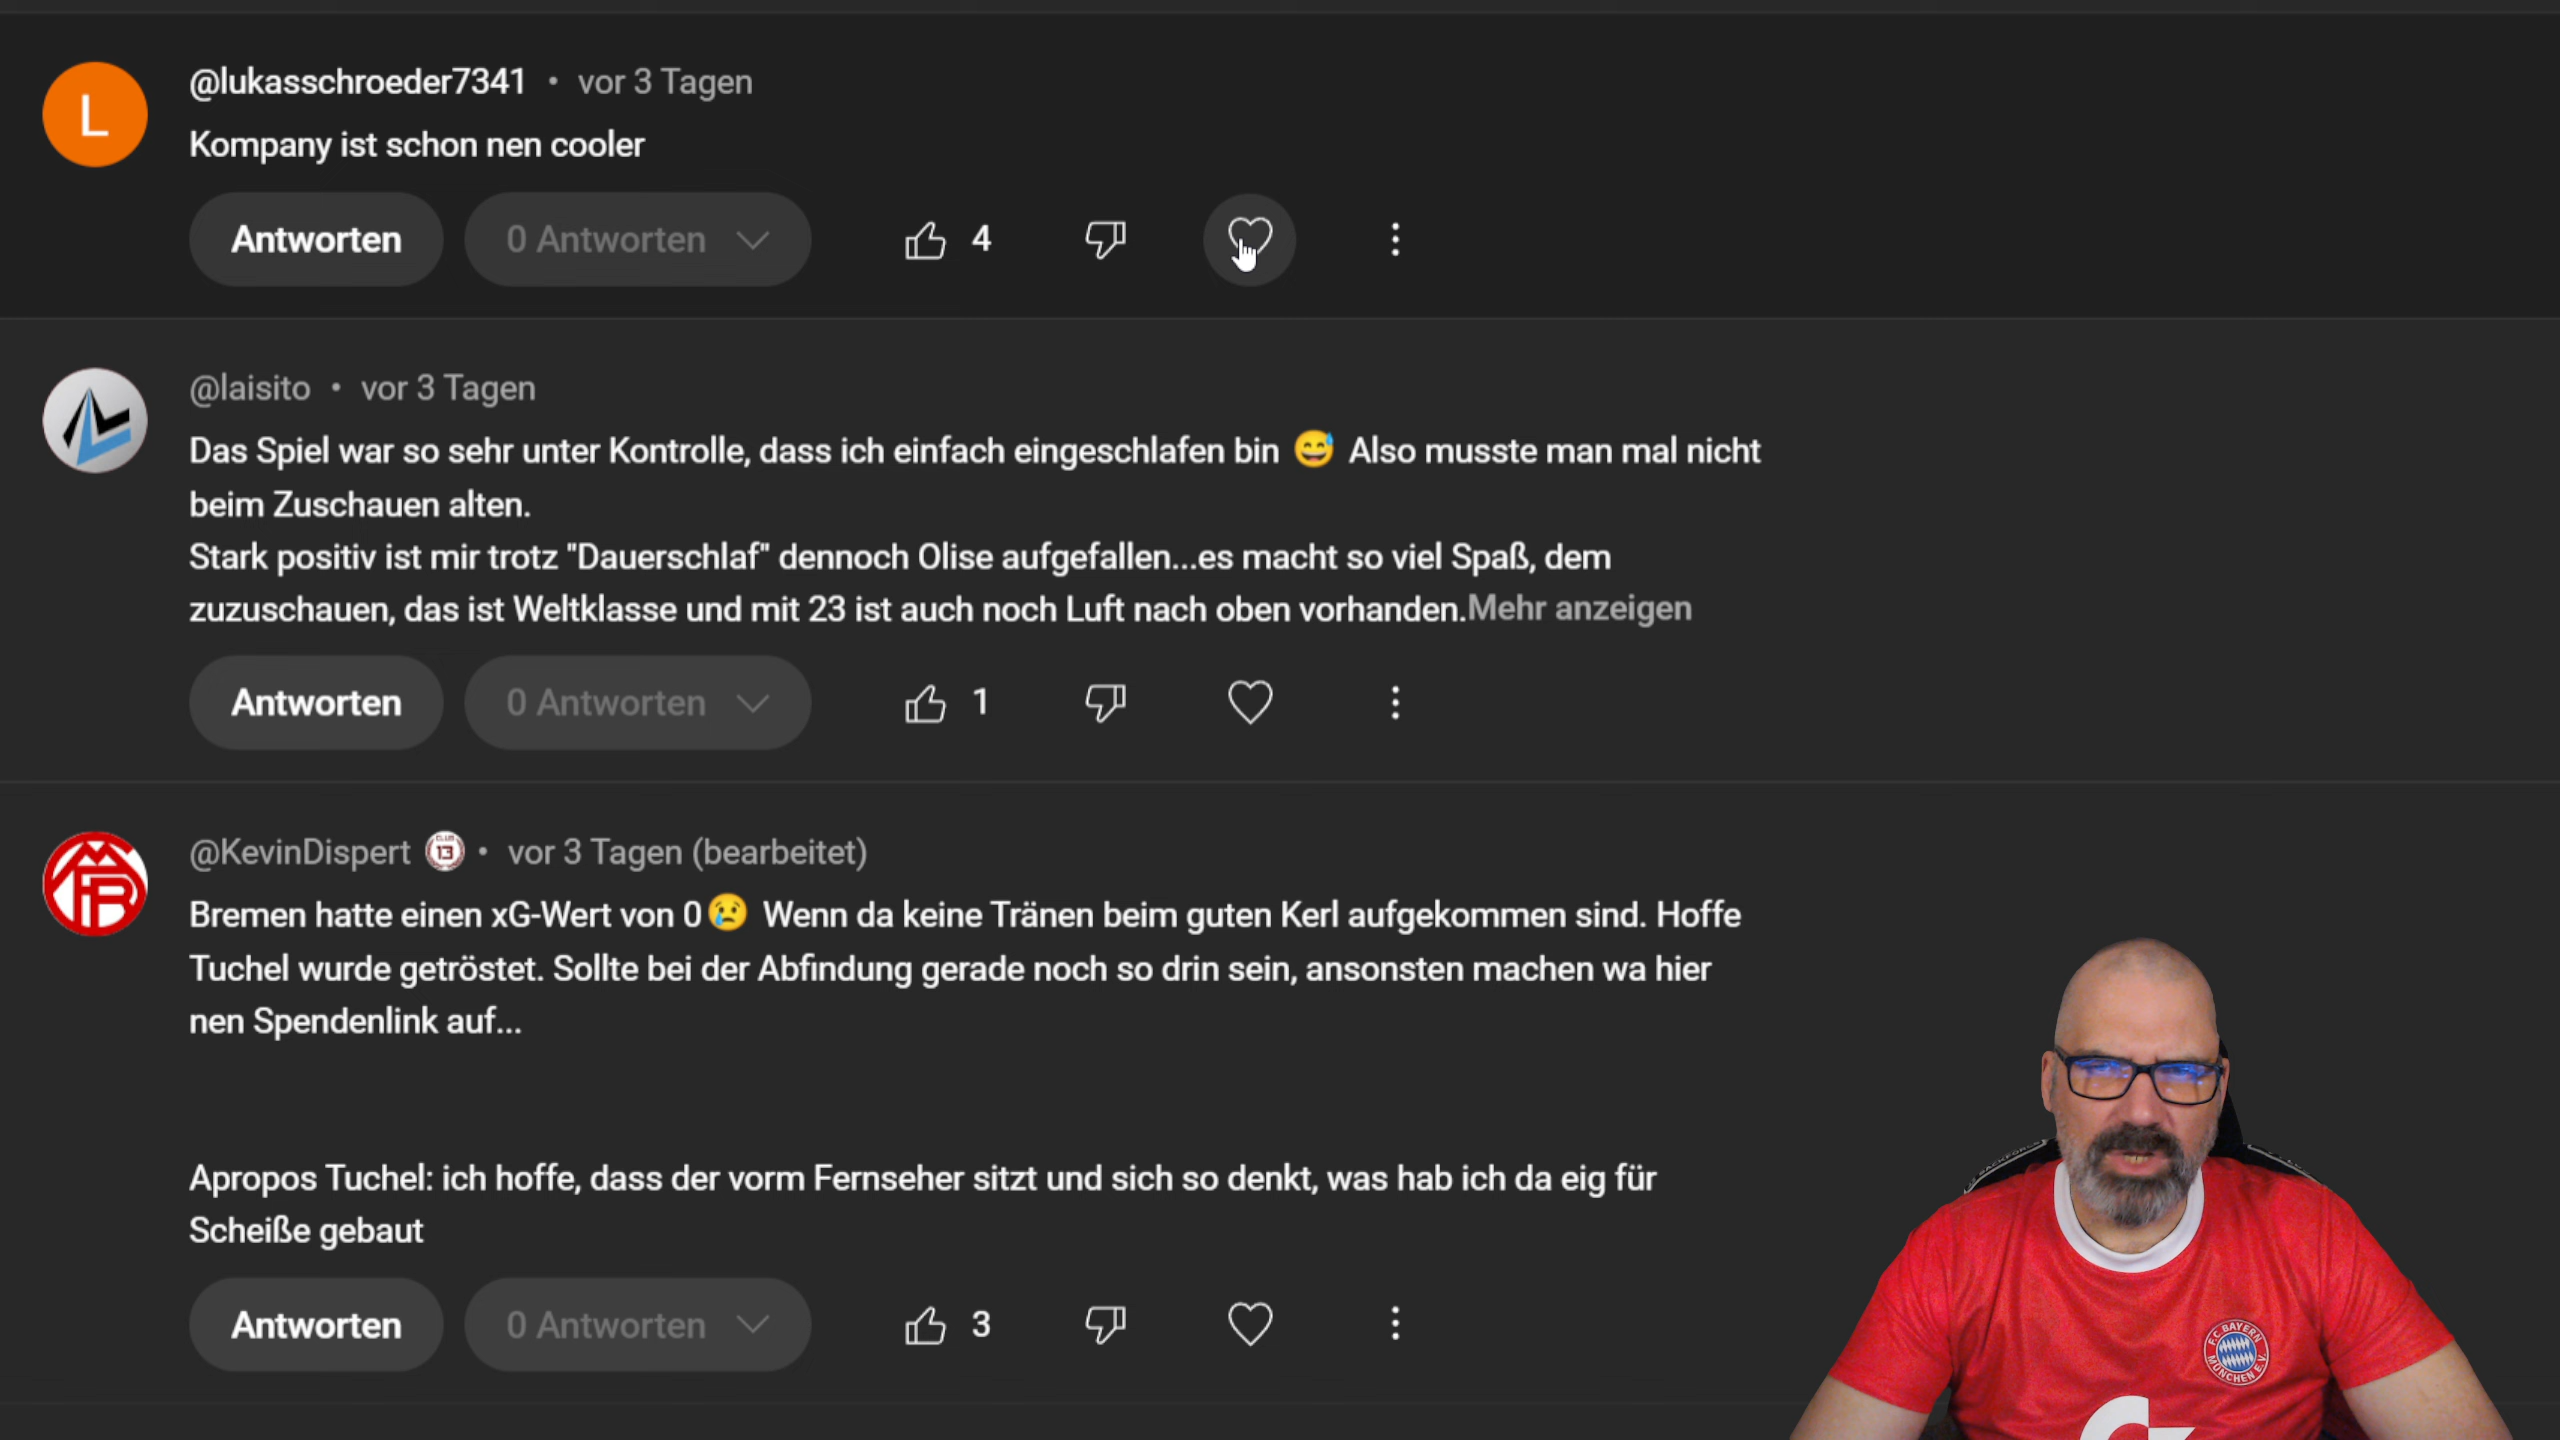 L
@lukasschroeder7341 • vor 3 Tagen
Kompany ist schon nen cooler
Antworten
0 Antworten
4
@laisito • vor 3 Tagen
Das Spiel war so sehr unter Kontrolle, dass ich einfach eingeschlafen bin 😅 Also musste man mal nicht
beim Zuschauen alten.
Stark positiv ist mir trotz "Dauerschlaf" dennoch Olise aufgefallen...es macht so viel Spaß, dem
zuzuschauen, das ist Weltklasse und mit 23 ist auch noch Luft nach oben vorhanden.Mehr anzeigen
Antworten
0 Antworten
1
@KevinDispert CLUB 13 • vor 3 Tagen (bearbeitet)
Bremen hatte einen xG-Wert von 0😢 Wenn da keine Tränen beim guten Kerl aufgekommen sind. Hoffe
Tuchel wurde getröstet. Sollte bei der Abfindung gerade noch so drin sein, ansonsten machen wa hier
nen Spendenlink auf...
Apropos Tuchel: ich hoffe, dass der vorm Fernseher sitzt und sich so denkt, was hab ich da eig für
Scheiße gebaut
Antworten
0 Antworten
3
F.C. BAYERN
MÜNCHEN E.V.